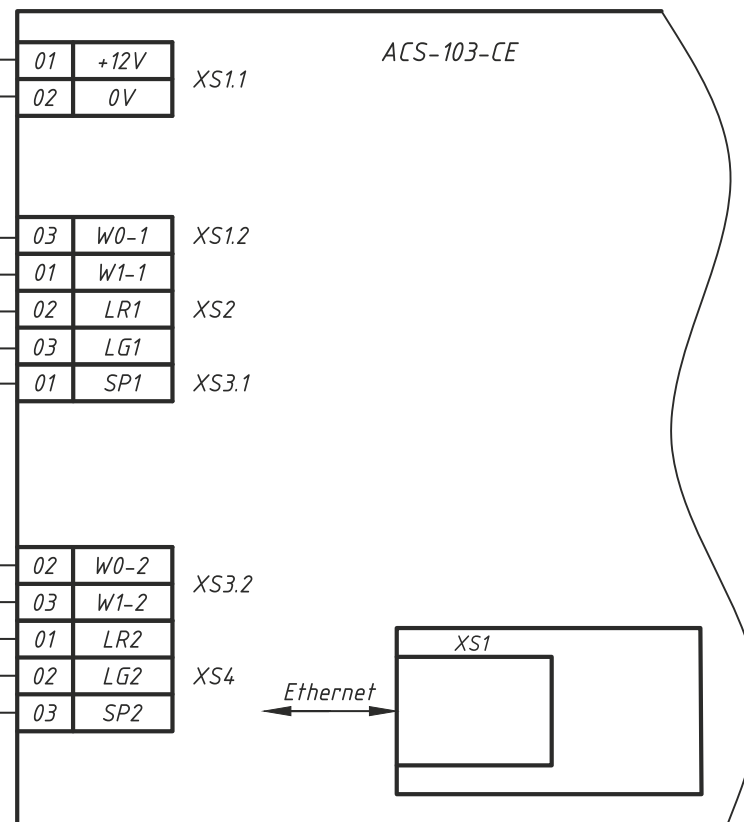 ACS-103-CE
01 +12V
XS1.1
02 0V
03 W0-1 XS1.2
01 W1-1
02 LR1 XS2
03 LG1
01 SP1 XS3.1
02 W0-2
XS3.2
03 W1-2
01 LR2
02 LG2 XS4
03 SP2
XS1
Ethernet